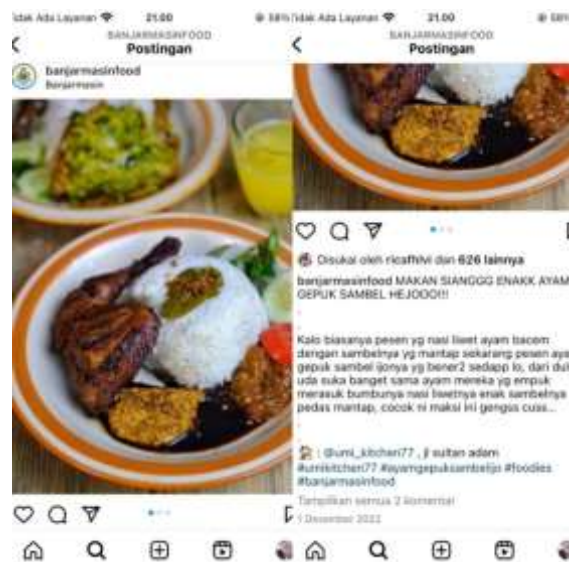 Tidak Ada Layanan 21.00 58%
BANJARMASINFOOD
Postingan
banjarmasinfood
Banjarmasin
Tidak Ada Layanan 21.00 58%
BANJARMASINFOOD
Postingan
Disukai oleh ricafhlvi dan 626 lainnya
banjarmasinfood MAKAN SIANGGG ENAKK AYAM
GEPUK SAMBEL HEJOOO!!!
.
.
Kalo biasanya pesen yg nasi liwet ayam bacem
dengan sambelnya yg mantap sekarang pesen aya
gepuk sambel ijonya yg bener2 sedapp lo, dari dul
uda suka banget sama ayam mereka yg empuk
merasuk bumbunya nasi liwetnya enak sambelnya
pedas mantap, cocok ni maksi ini gengss cuss...
: @umi_kitchen77 , jl sultan adam
#umikitchen77 #ayamgepuksambelijo #foodies
#banjarmasinfood
Tampilkan semua 2 komentar
1 Desember 2022